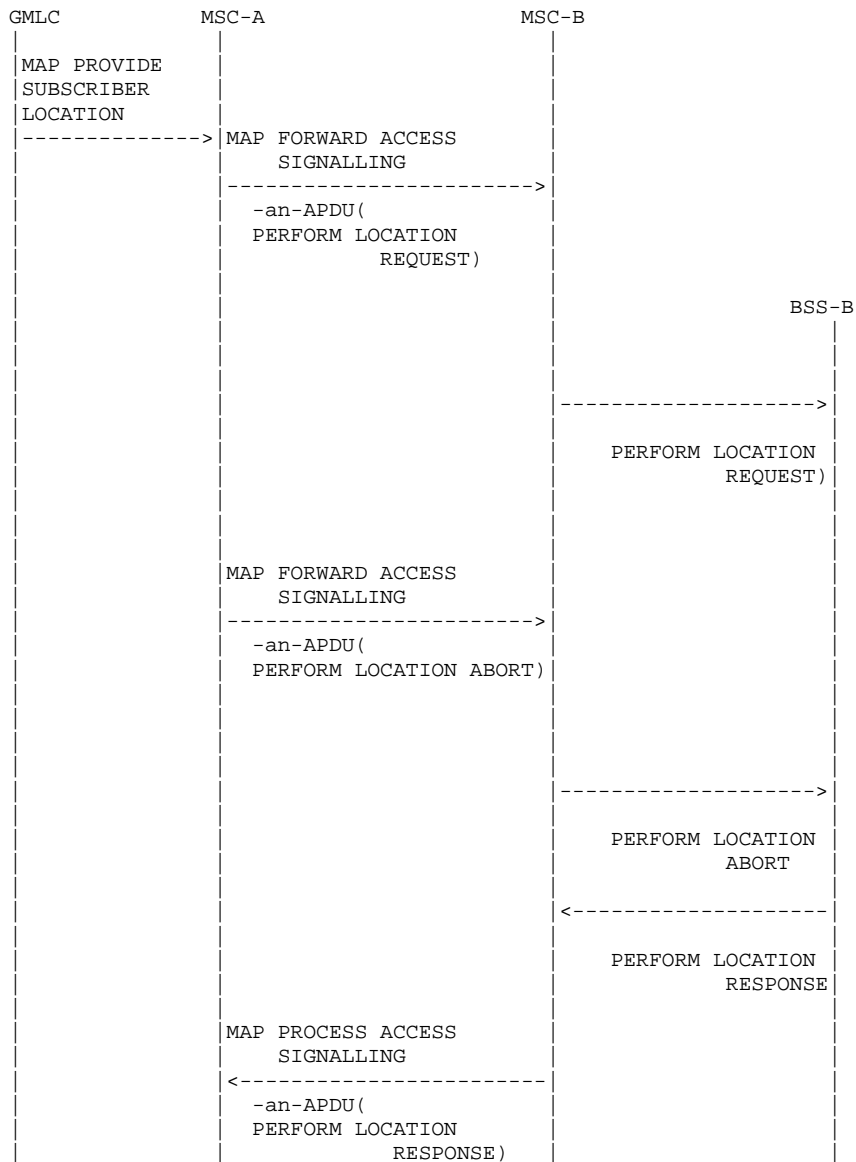 GMLC MSC-A MSC-B
MAP PROVIDE
SUBSCRIBER
LOCATION
MAP FORWARD ACCESS
SIGNALLING
-an-APDU(
PERFORM LOCATION
REQUEST)
BSS-B
PERFORM LOCATION
REQUEST)
MAP FORWARD ACCESS
SIGNALLING
-an-APDU(
PERFORM LOCATION ABORT)
PERFORM LOCATION
ABORT
PERFORM LOCATION
RESPONSE
MAP PROCESS ACCESS
SIGNALLING
-an-APDU(
PERFORM LOCATION
RESPONSE)